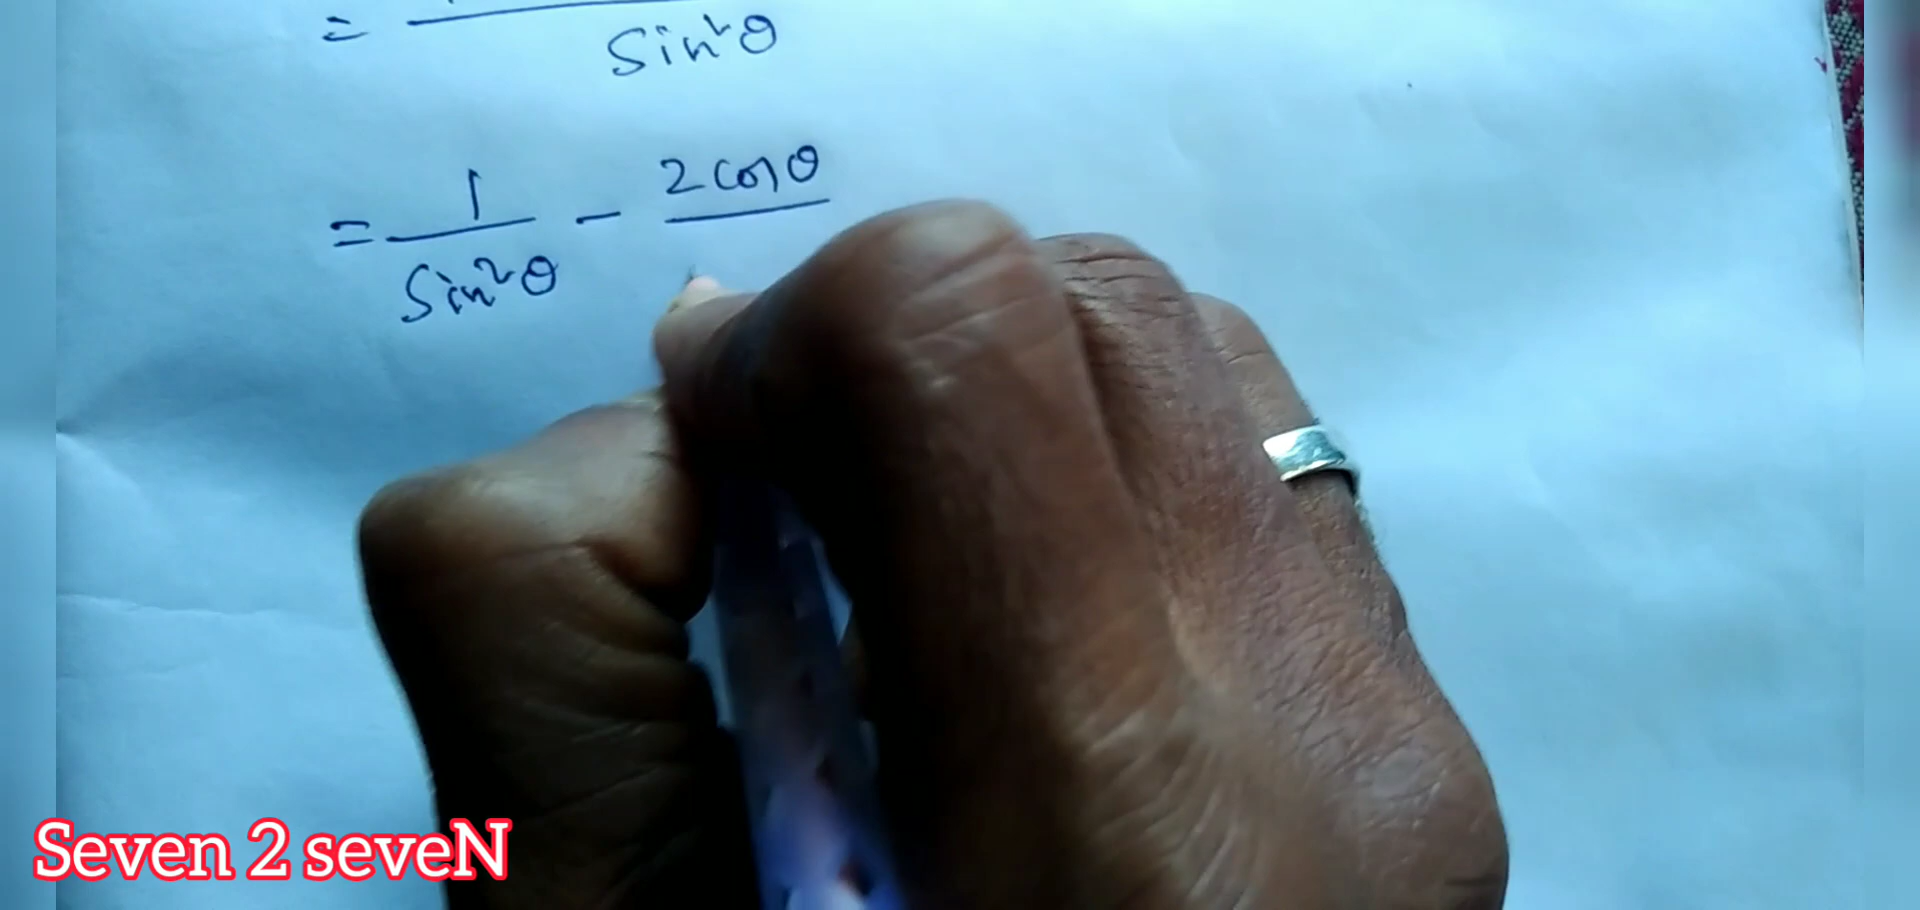 = sin²θ
= 1/sin²θ - 2cosθ
Seven 2 seveN